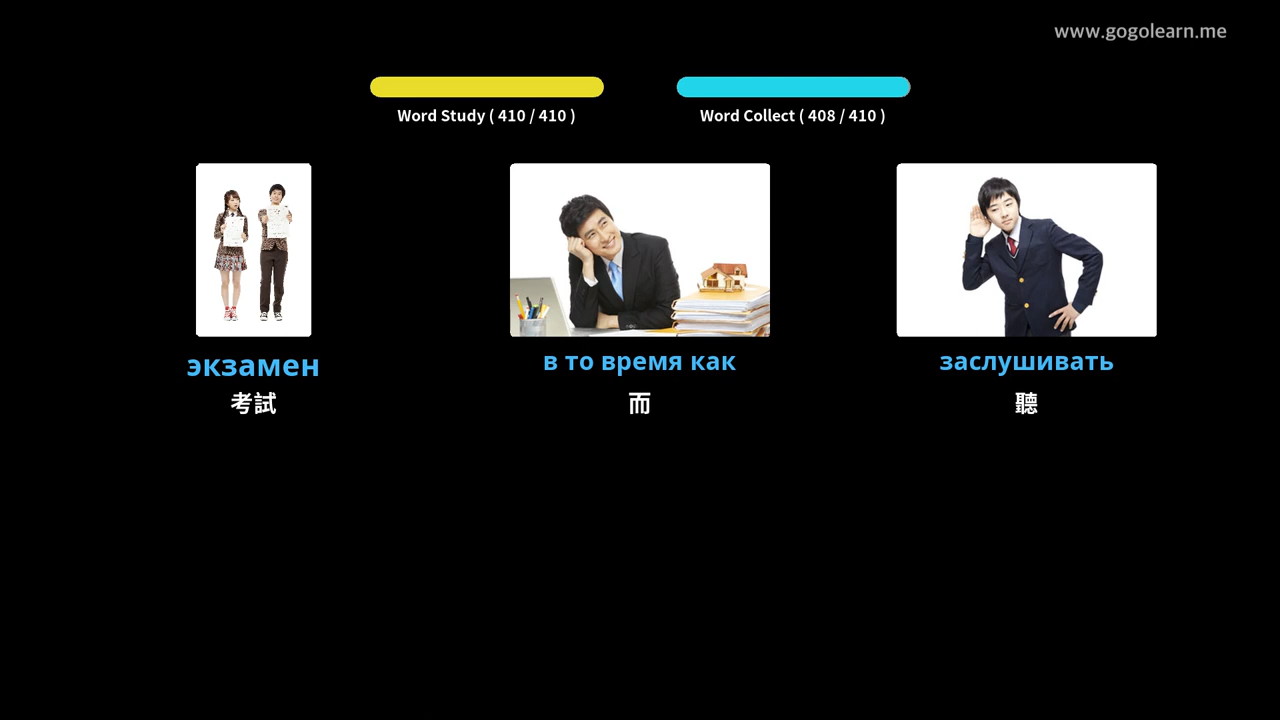 www.gogolearn.me
Word Study ( 410 / 410 )
Word Collect ( 408 / 410 )
экзамен
考試
в то время как
而
заслушивать
聽